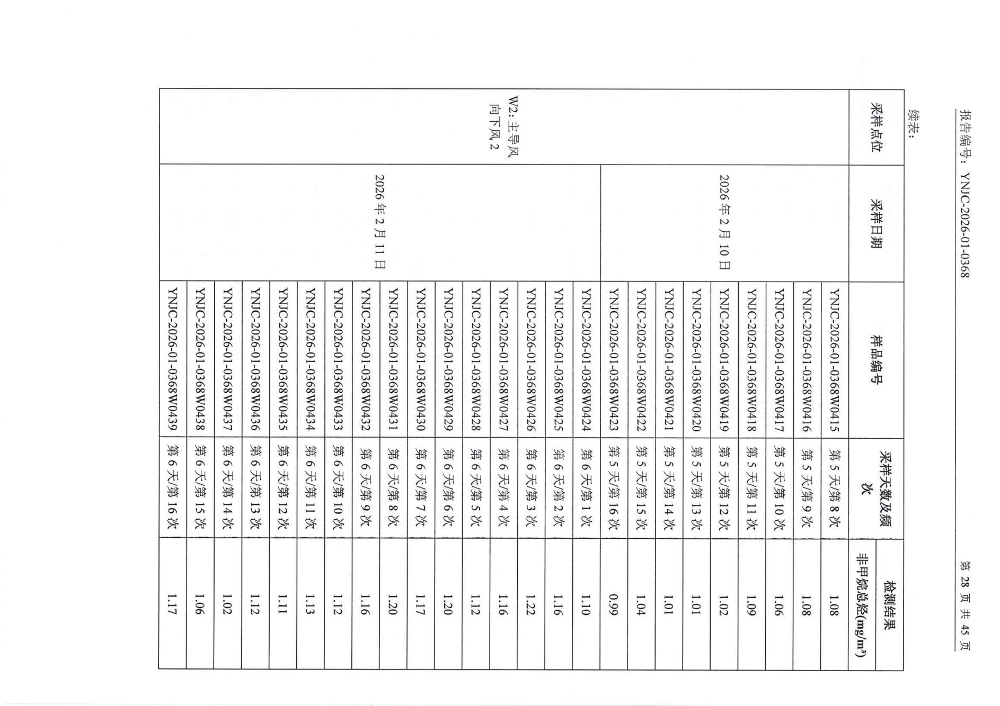 报告编号: YNJC-2026-01-0368 第 28 页 共 45 页
续表:
采样点位 采样日期 样品编号 采样天数及频次 检测结果
非甲烷总烃(mg/m³)
W2: 主导风
向下风 2
2026 年 2 月 10 日
YNJC-2026-01-0368W0415 第 5 天/第 8 次 1.08
YNJC-2026-01-0368W0416 第 5 天/第 9 次 1.08
YNJC-2026-01-0368W0417 第 5 天/第 10 次 1.06
YNJC-2026-01-0368W0418 第 5 天/第 11 次 1.09
YNJC-2026-01-0368W0419 第 5 天/第 12 次 1.02
YNJC-2026-01-0368W0420 第 5 天/第 13 次 1.01
YNJC-2026-01-0368W0421 第 5 天/第 14 次 1.01
YNJC-2026-01-0368W0422 第 5 天/第 15 次 1.04
YNJC-2026-01-0368W0423 第 5 天/第 16 次 0.99
2026 年 2 月 11 日
YNJC-2026-01-0368W0424 第 6 天/第 1 次 1.10
YNJC-2026-01-0368W0425 第 6 天/第 2 次 1.16
YNJC-2026-01-0368W0426 第 6 天/第 3 次 1.22
YNJC-2026-01-0368W0427 第 6 天/第 4 次 1.16
YNJC-2026-01-0368W0428 第 6 天/第 5 次 1.12
YNJC-2026-01-0368W0429 第 6 天/第 6 次 1.20
YNJC-2026-01-0368W0430 第 6 天/第 7 次 1.17
YNJC-2026-01-0368W0431 第 6 天/第 8 次 1.20
YNJC-2026-01-0368W0432 第 6 天/第 9 次 1.16
YNJC-2026-01-0368W0433 第 6 天/第 10 次 1.12
YNJC-2026-01-0368W0434 第 6 天/第 11 次 1.13
YNJC-2026-01-0368W0435 第 6 天/第 12 次 1.11
YNJC-2026-01-0368W0436 第 6 天/第 13 次 1.12
YNJC-2026-01-0368W0437 第 6 天/第 14 次 1.02
YNJC-2026-01-0368W0438 第 6 天/第 15 次 1.06
YNJC-2026-01-0368W0439 第 6 天/第 16 次 1.17